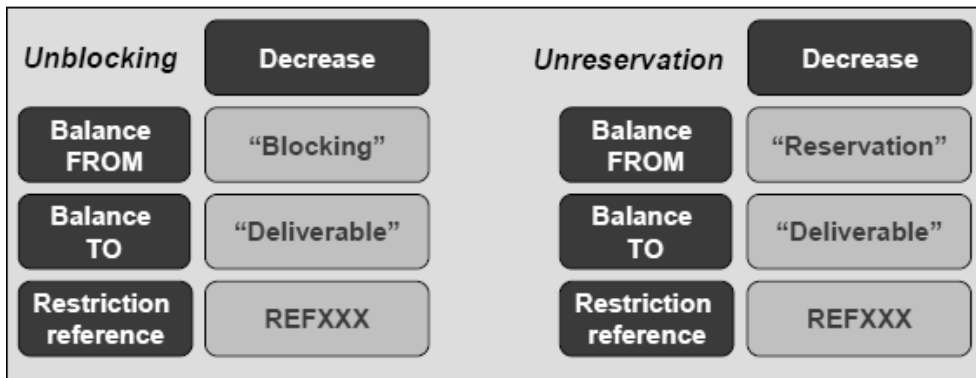 Unblocking
Decrease
Balance
FROM
“Blocking”
Balance
TO
“Deliverable”
Restriction
reference
REFXXX
Unreservation
Decrease
Balance
FROM
“Reservation”
Balance
TO
“Deliverable”
Restriction
reference
REFXXX